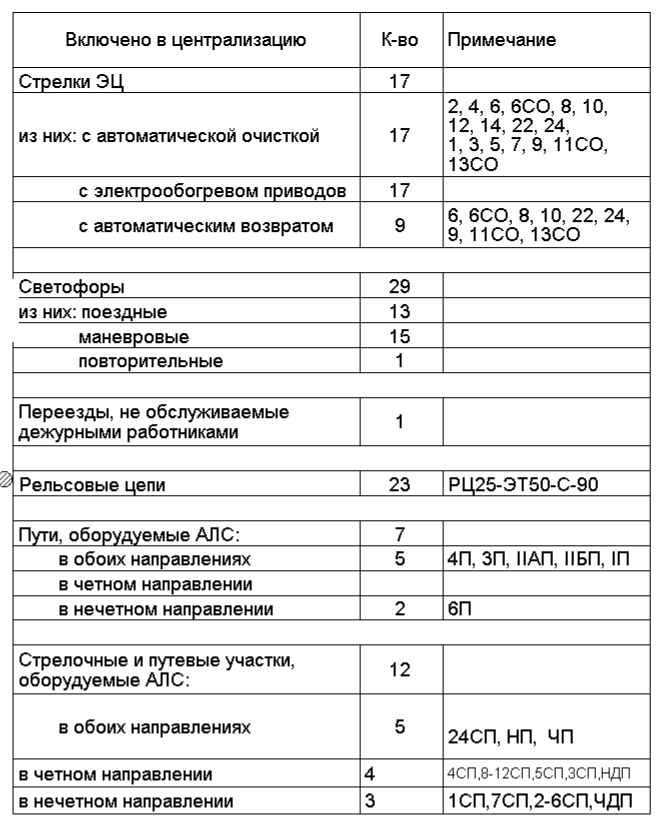 Включено в централизацию К-во Примечание
Стрелки ЭЦ 17
2, 4, 6, 6СО, 8, 10,
12, 14, 22, 24,
из них: с автоматической очисткой 17
1, 3, 5, 7, 9, 11СО,
13СО
с электрообогревом приводов 17
с автоматическим возвратом 9 6, 6СО, 8, 10, 22, 24,
9, 11СО, 13СО
Светофоры 29
из них: поездные 13
маневровые 15
повторительные 1
Переезды, не обслуживаемые
дежурными работниками 1
Рельсовые цепи 23 РЦ25-ЭТ50-С-90
Пути, оборудуемые АЛС: 7
в обоих направлениях 5 4П, 3П, IIАП, IIБП, IП
в четном направлении
в нечетном направлении 2 6П
Стрелочные и путевые участки,
оборудуемые АЛС: 12
в обоих направлениях 5
24СП, НП, ЧП
в четном направлении 4 4СП,8-12СП,5СП,3СП,НДП
в нечетном направлении 3 1СП,7СП,2-6СП,ЧДП